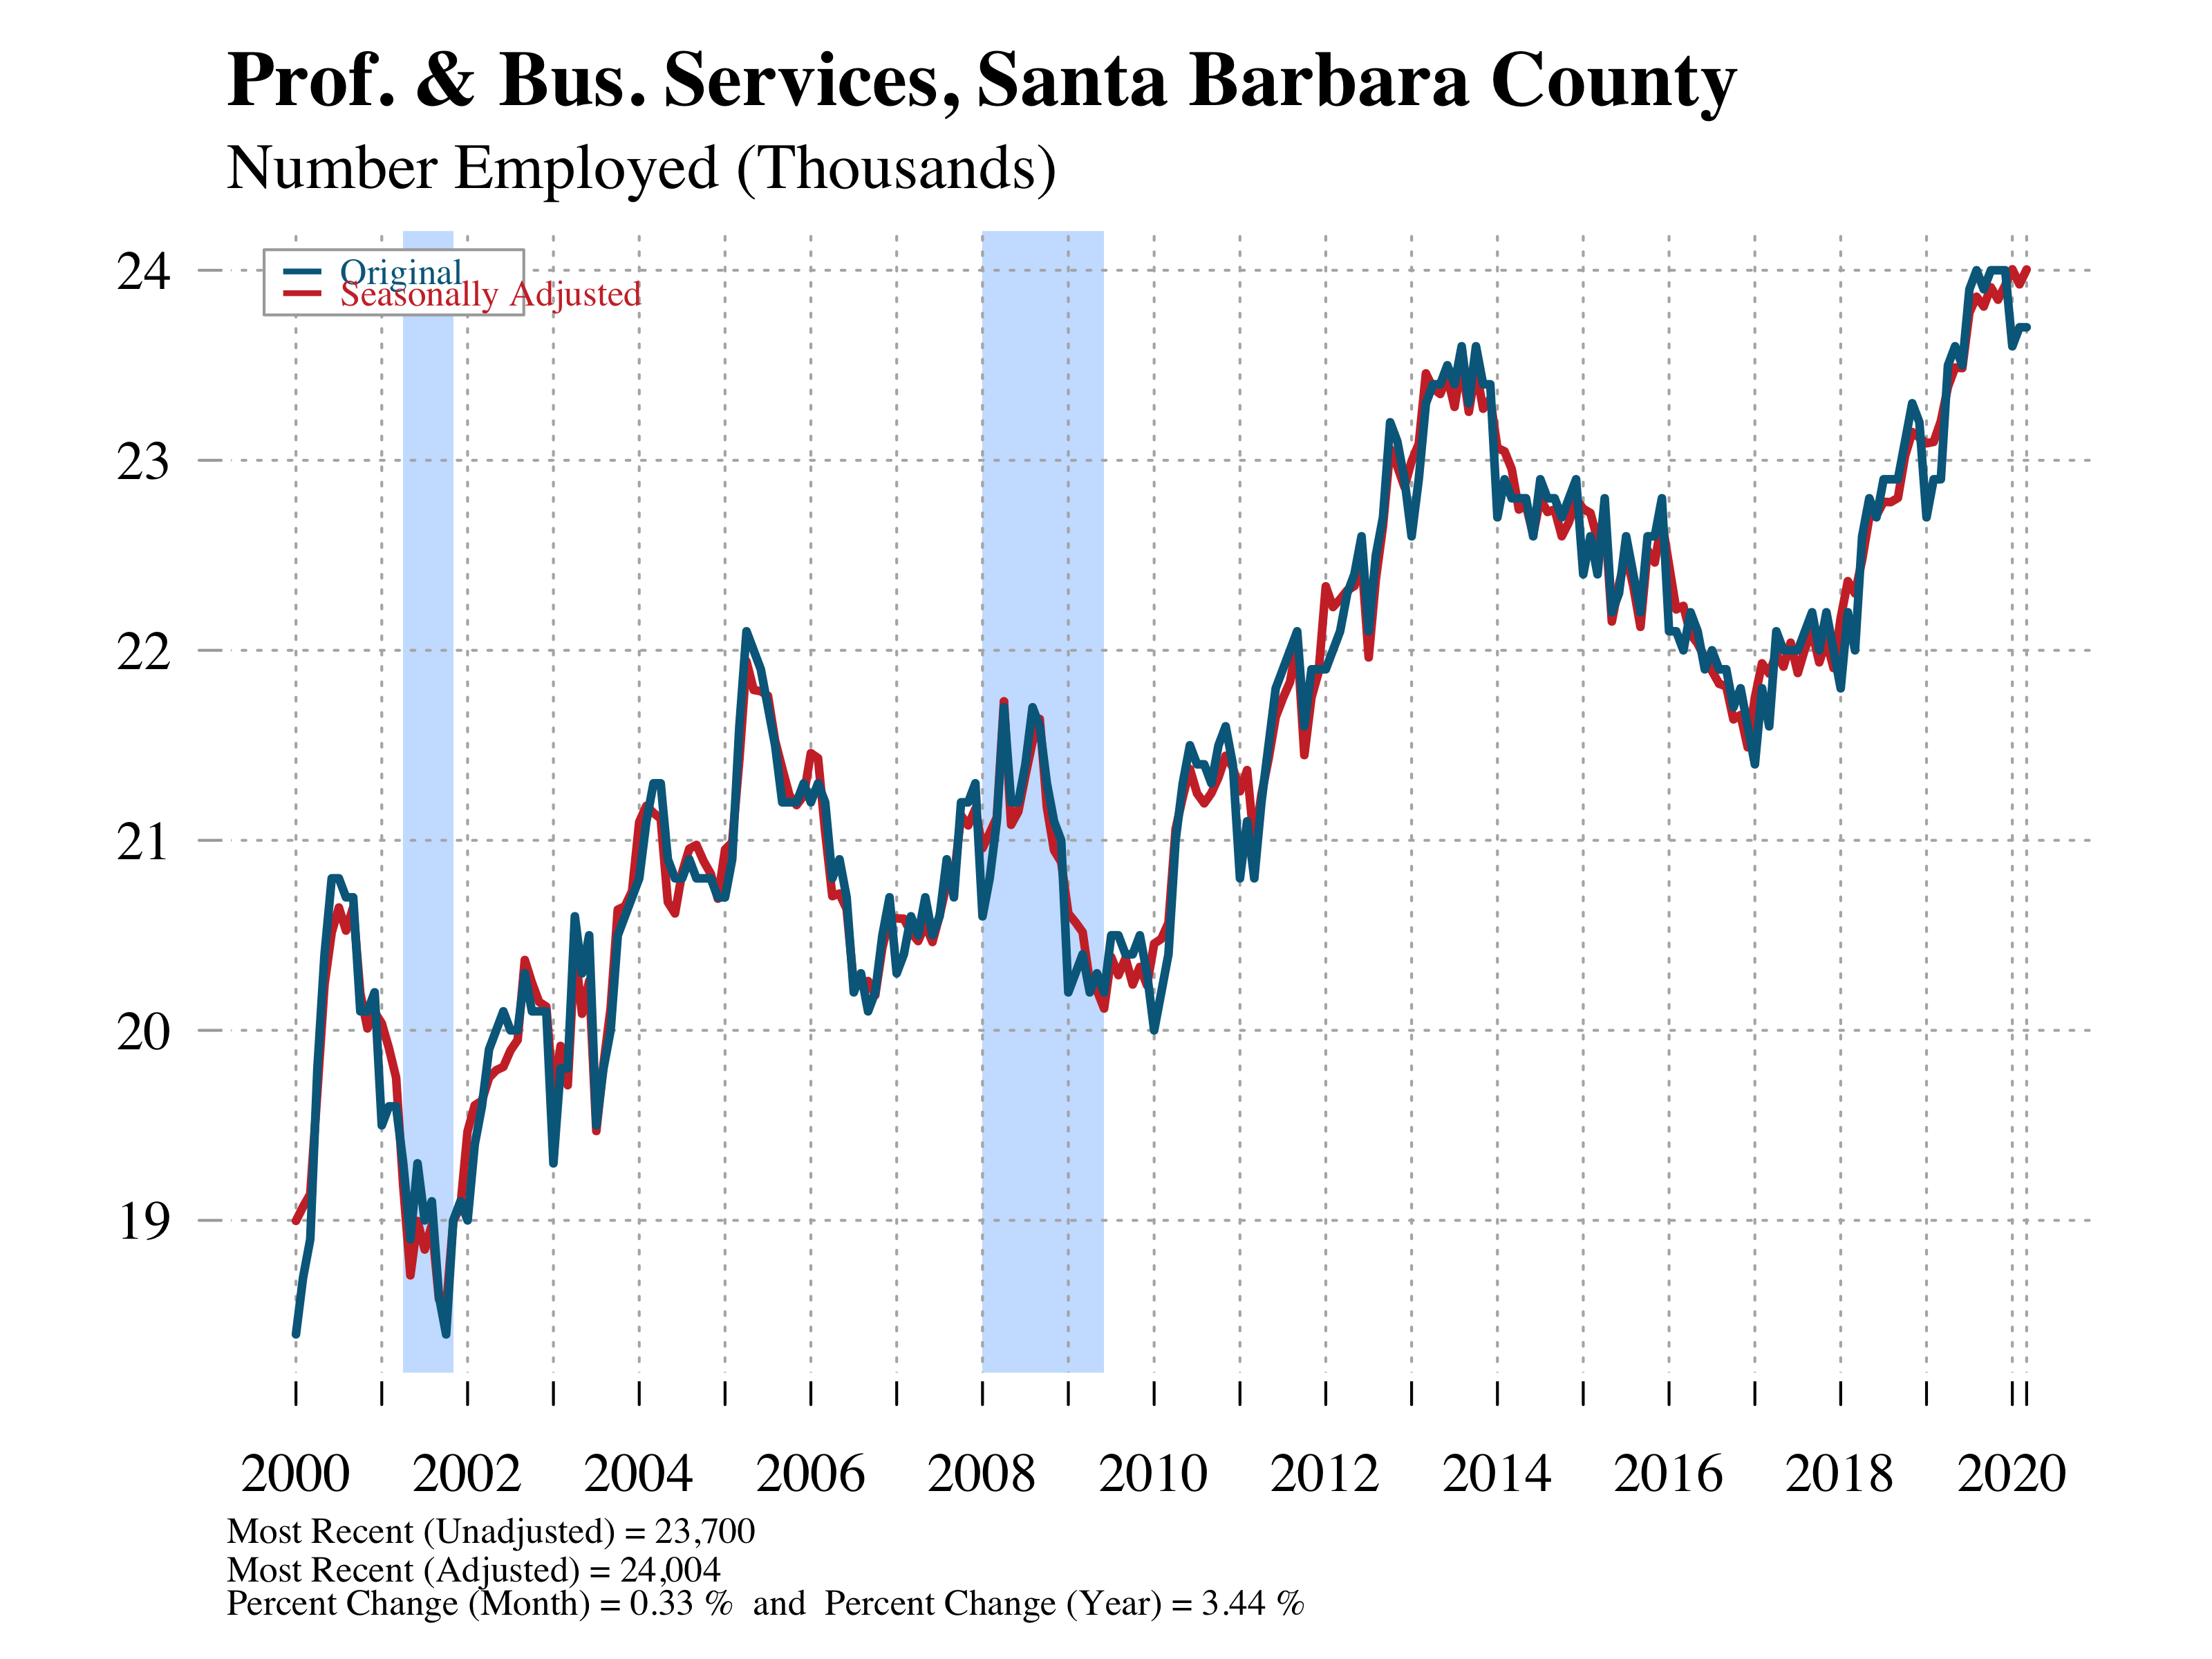 Prof. & Bus. Services, Santa Barbara County
Number Employed (Thousands)
Original
Seasonally Adjusted
24
23
22
21
20
19
2000 2002 2004 2006 2008 2010 2012 2014 2016 2018 2020
Most Recent (Unadjusted) = 23,700
Most Recent (Adjusted) = 24,004
Percent Change (Month) = 0.33 % and Percent Change (Year) = 3.44 %